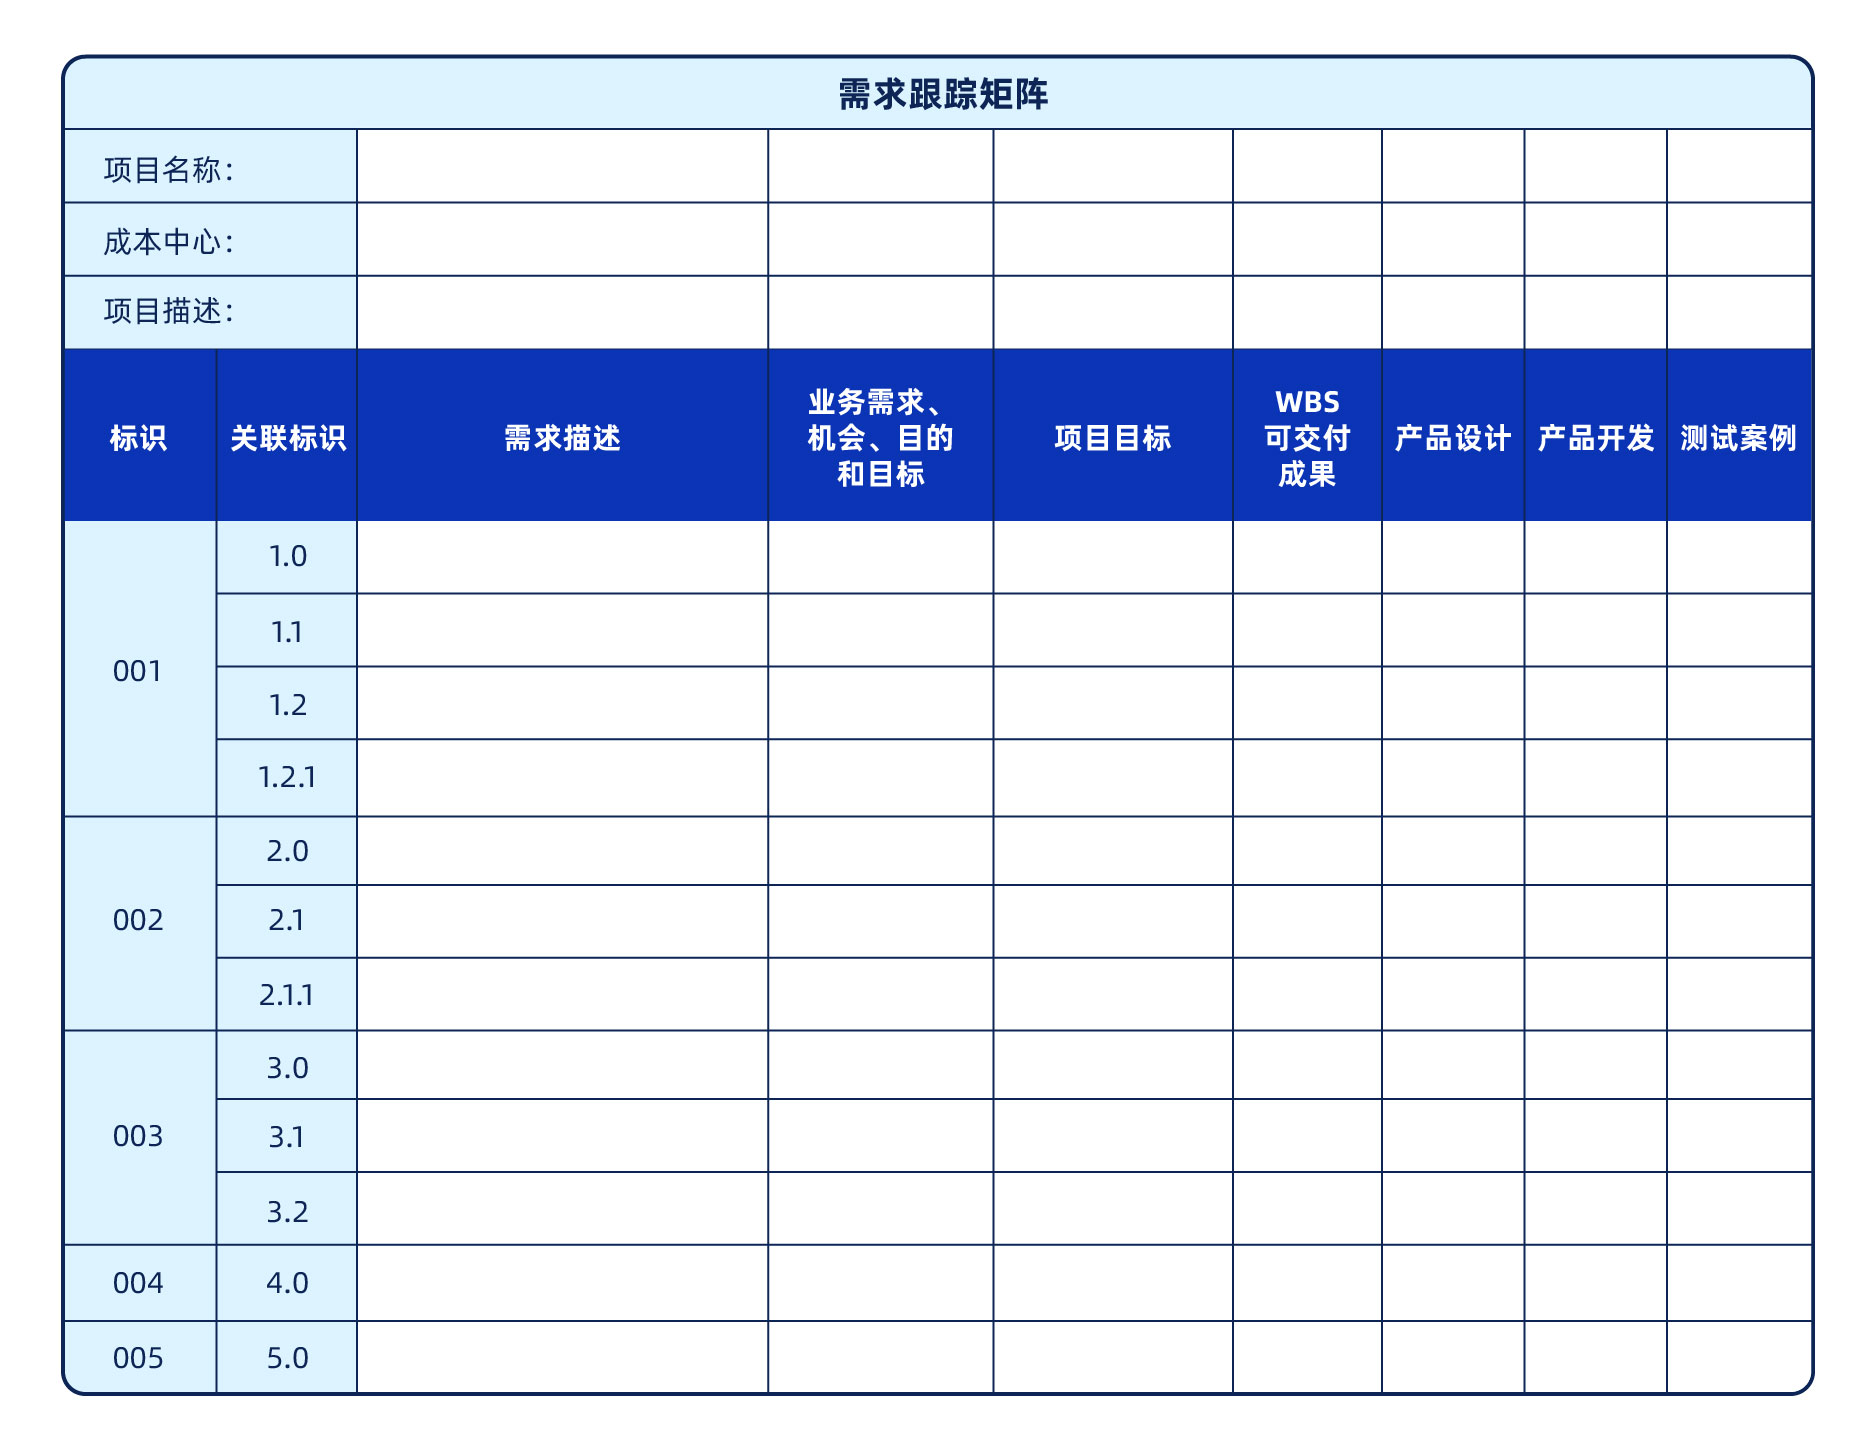 需求跟踪矩阵
项目名称：
成本中心：
项目描述：
标识
关联标识
需求描述
业务需求、
机会、目的
和目标
项目目标
WBS
可交付
成果
产品设计
产品开发
测试案例
001
1.0
1.1
1.2
1.2.1
002
2.0
2.1
2.1.1
003
3.0
3.1
3.2
004
4.0
005
5.0